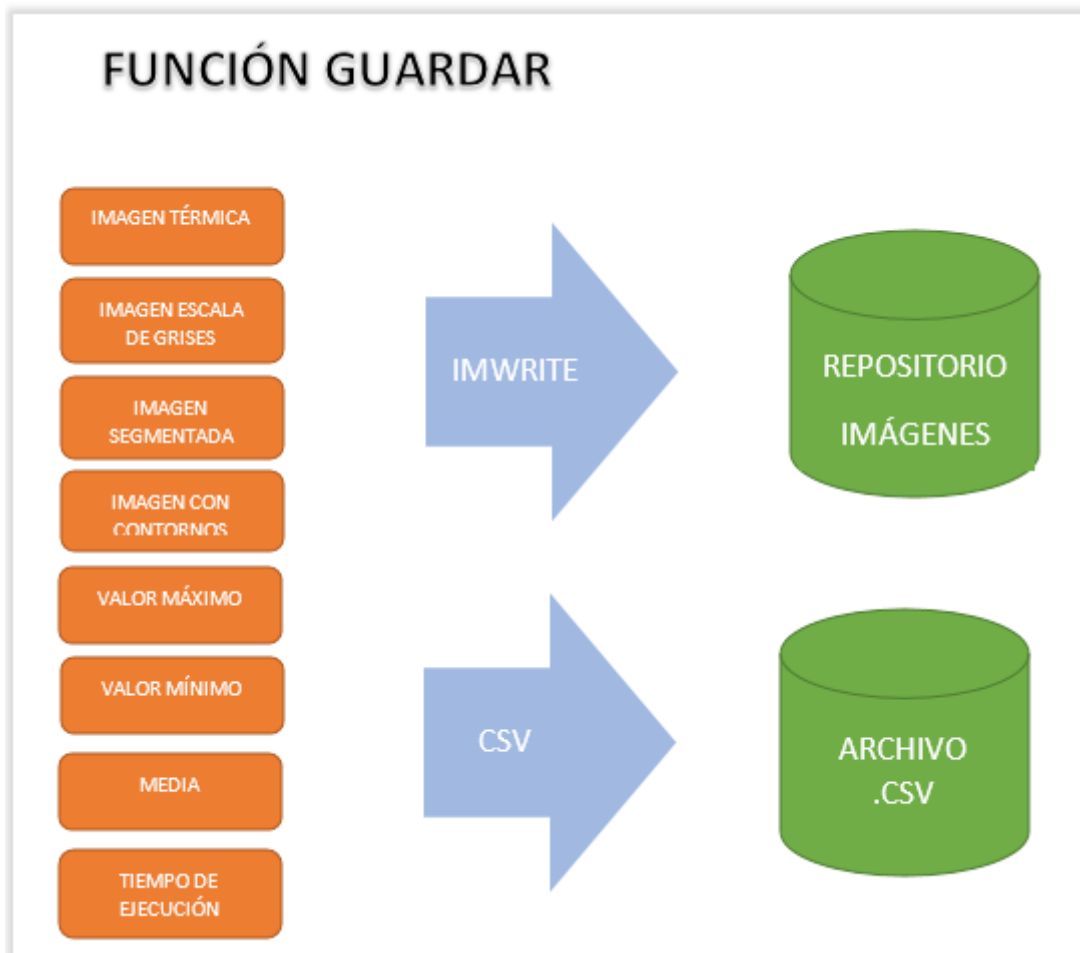 FUNCIÓN GUARDAR
IMAGEN TÉRMICA
IMAGEN ESCALA
DE GRISES
IMAGEN
SEGMENTADA
IMAGEN CON
CONTORNOS
VALOR MÁXIMO
VALOR MÍNIMO
MEDIA
TIEMPO DE
EJECUCIÓN
IMWRITE
CSV
REPOSITORIO
IMÁGENES
ARCHIVO
.CSV